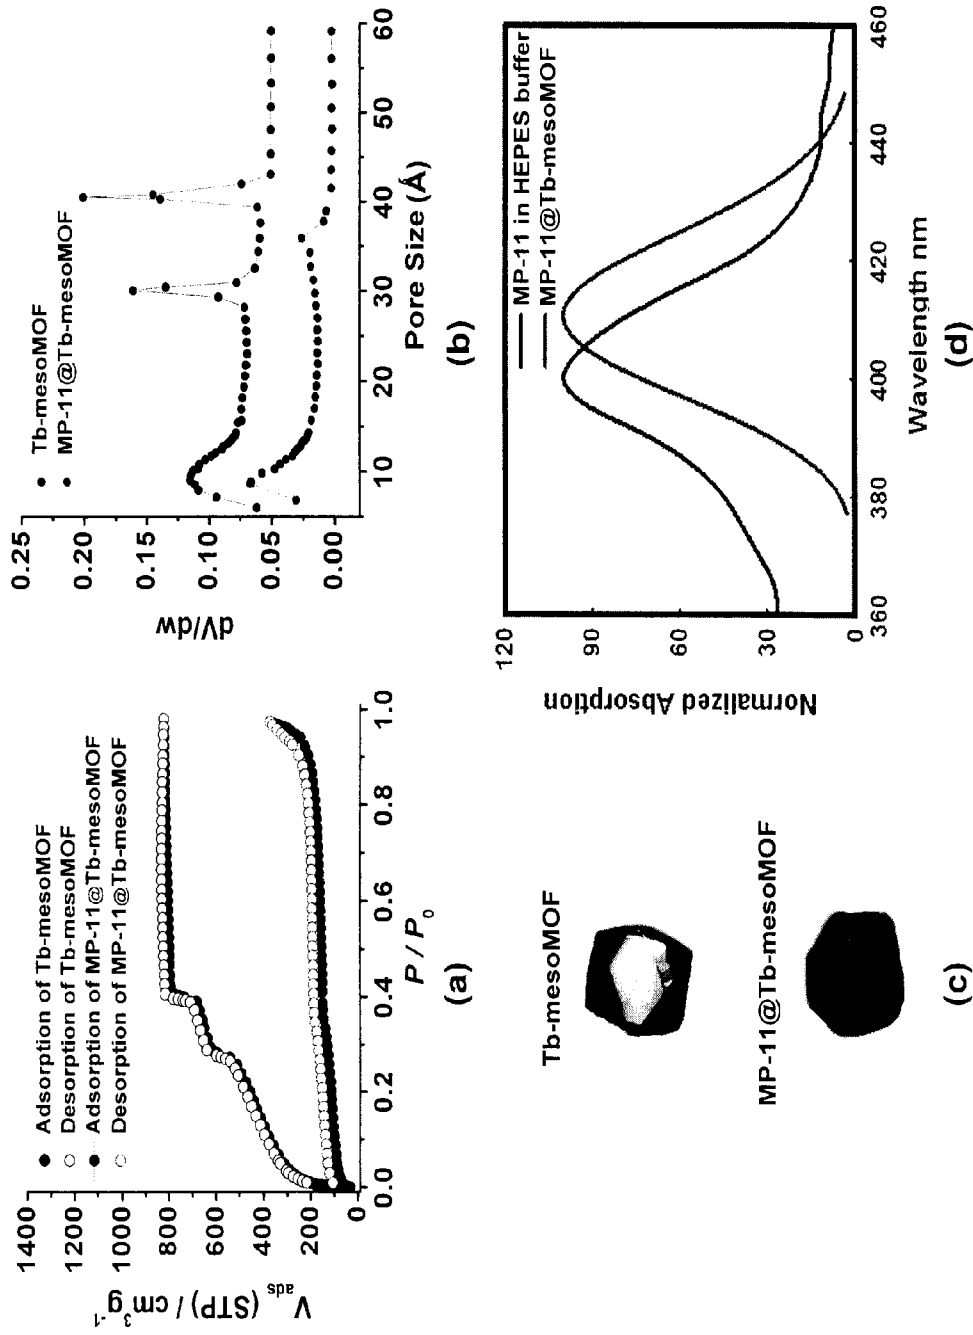 1400
1200
1000
800
600
400
200
0
V_ads (STP) / cm³g⁻¹
Adsorption of Tb-mesoMOF
Desorption of Tb-mesoMOF
Adsorption of MP-11@Tb-mesoMOF
Desorption of MP-11@Tb-mesoMOF
0.0 0.2 0.4 0.6 0.8 1.0
P / P₀
(a)
0.25
0.20
0.15
0.10
0.05
0.00
dV/dw
Tb-mesoMOF
MP-11@Tb-mesoMOF
10 20 30 40 50 60
Pore Size (Å)
(b)
Tb-mesoMOF
MP-11@Tb-mesoMOF
(c)
120
90
60
30
0
Normalized Absorption
MP-11 in HEPES buffer
MP-11@Tb-mesoMOF
360 380 400 420 440 460
Wavelength nm
(d)